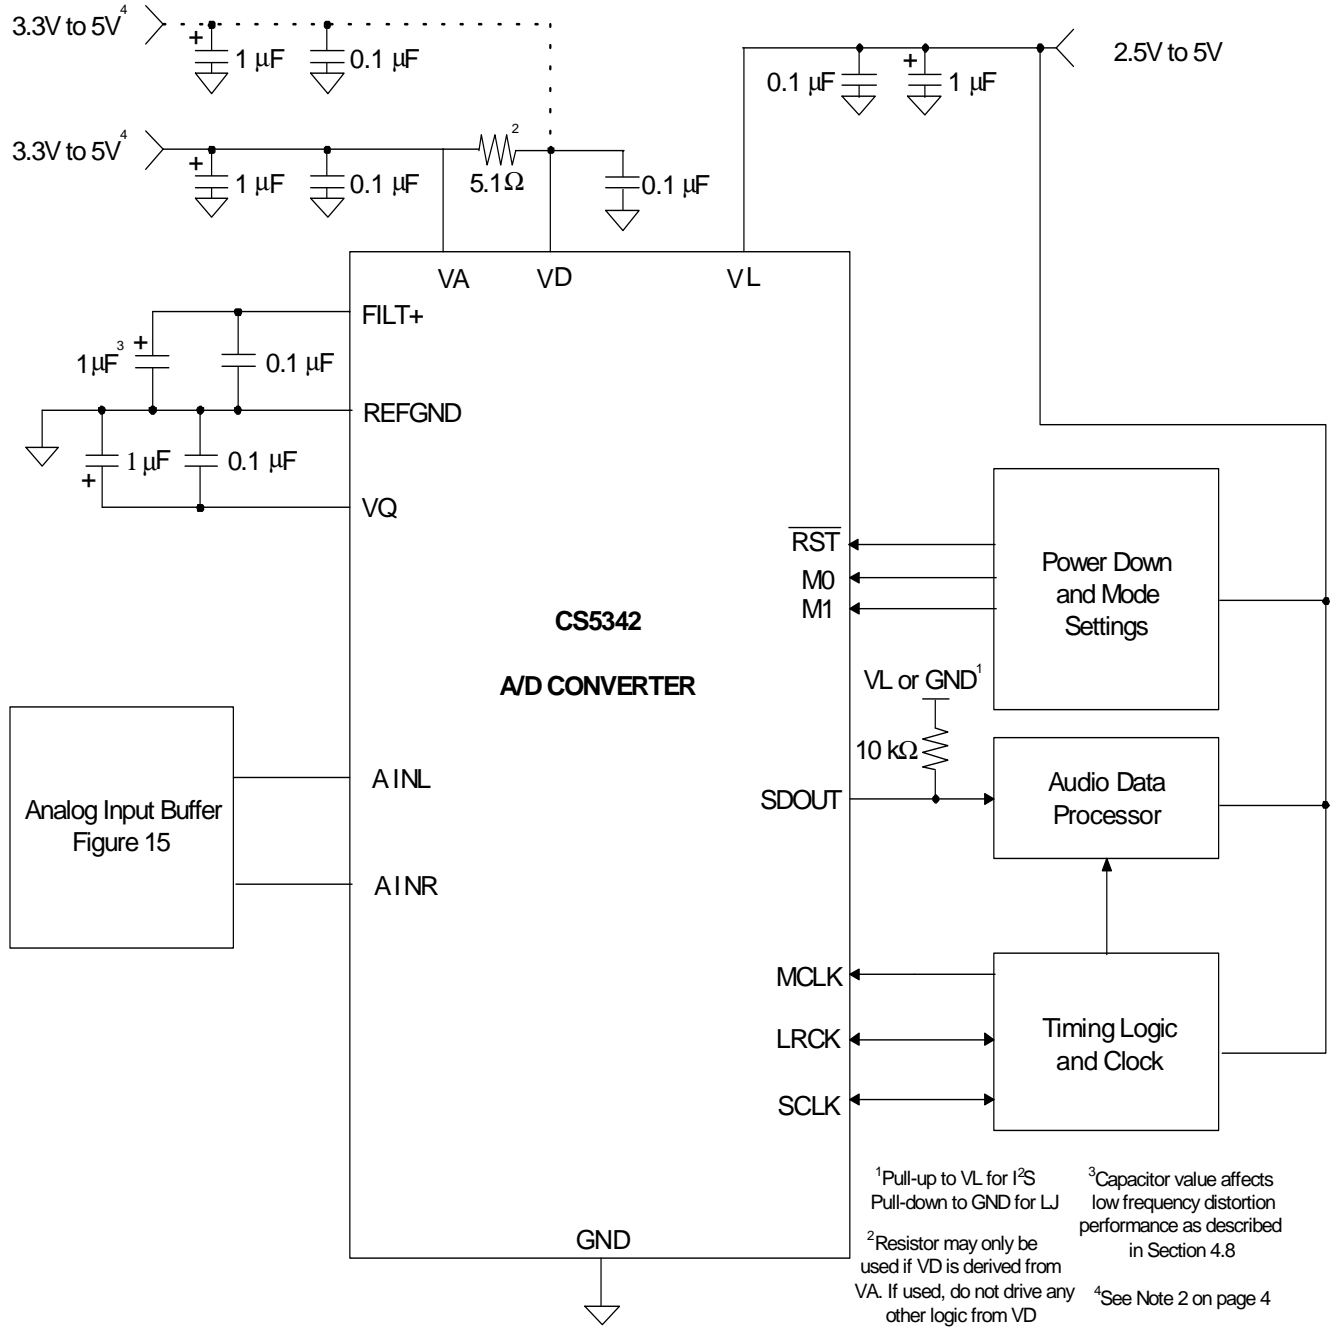 3.3V to 5V4
+
1 µF
0.1 µF
2.5V to 5V
0.1 µF
+
1 µF
3.3V to 5V4
+
1 µF
0.1 µF
2
5.1Ω
0.1 µF
VA
VD
VL
FILT+
1µF3
+
0.1 µF
REFGND
1 µF
+
0.1 µF
VQ
RST
M0
M1
Power Down
and Mode
Settings
CS5342
A/D CONVERTER
VL or GND1
10 kΩ
Analog Input Buffer
Figure 15
AINL
AINR
SDOUT
Audio Data
Processor
MCLK
LRCK
SCLK
Timing Logic
and Clock
GND
1Pull-up to VL for I2S
Pull-down to GND for LJ
2Resistor may only be
used if VD is derived from
VA. If used, do not drive any
other logic from VD
3Capacitor value affects
low frequency distortion
performance as described
in Section 4.8
4See Note 2 on page 4